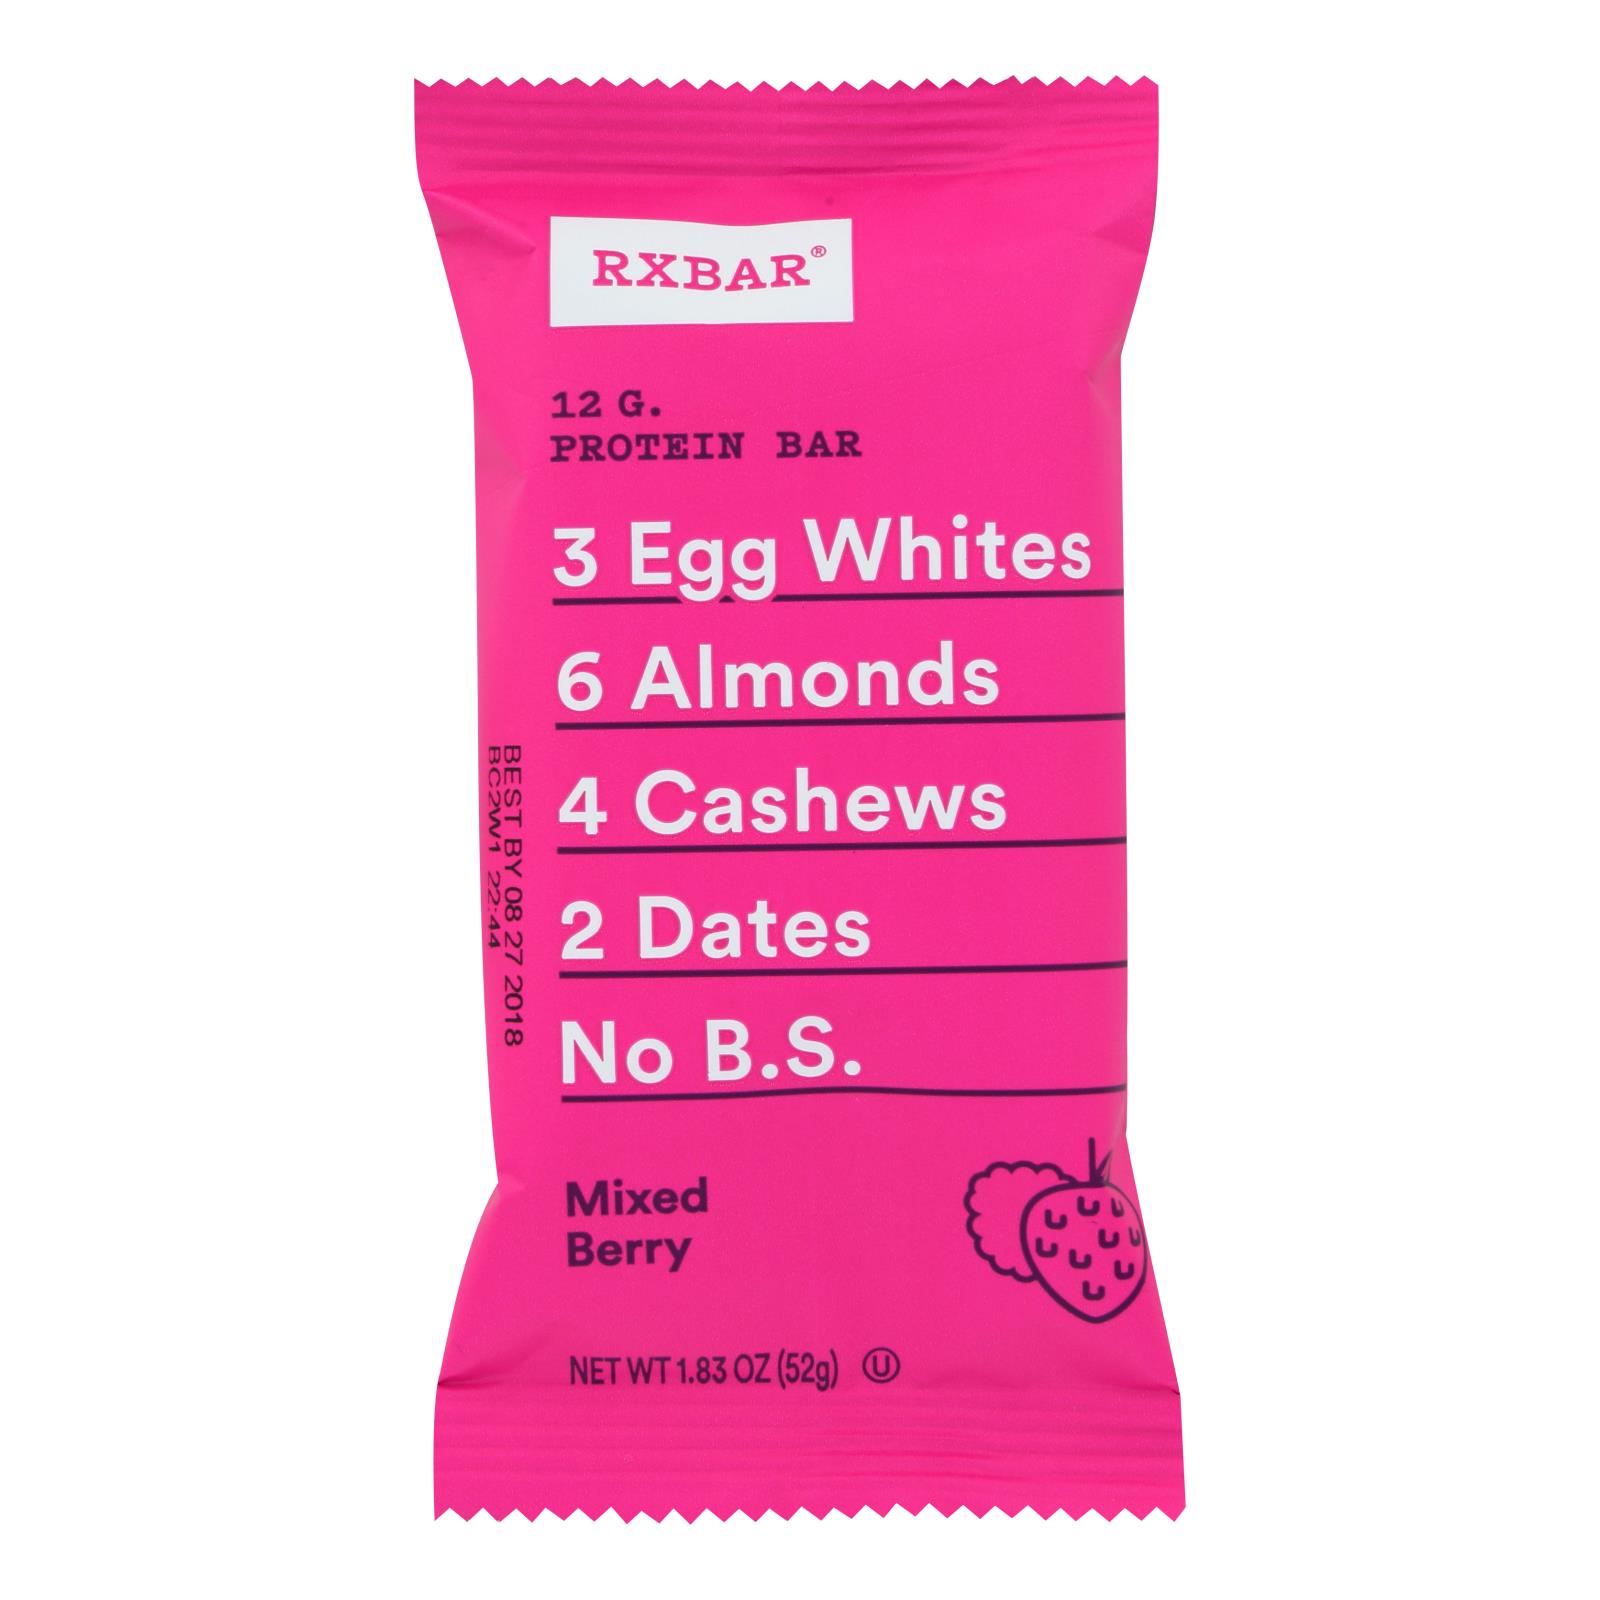 RXBAR®
12 G.
PROTEIN BAR
3 Egg Whites
6 Almonds
4 Cashews
2 Dates
No B.S.
Mixed
Berry
NET WT 1.83 OZ (52g) U
BEST BY 08 27 2018
BC2W1 22:44